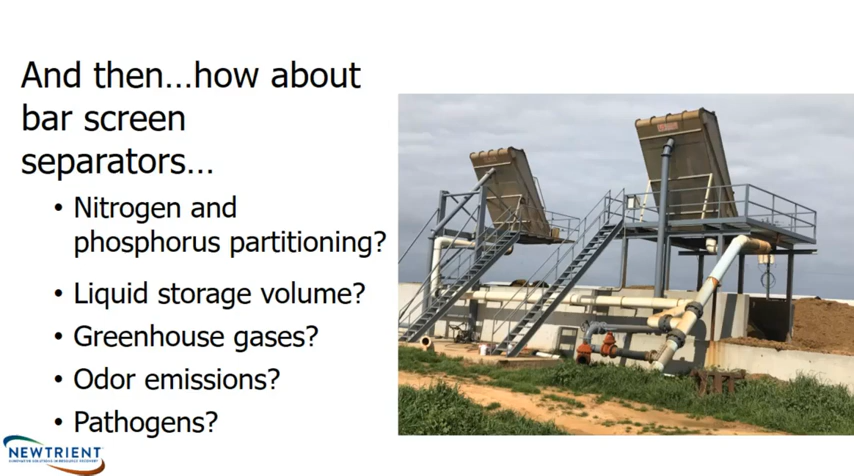 And then...how about
bar screen
separators...
• Nitrogen and
phosphorus partitioning?
• Liquid storage volume?
• Greenhouse gases?
• Odor emissions?
• Pathogens?
NEWTRIENT